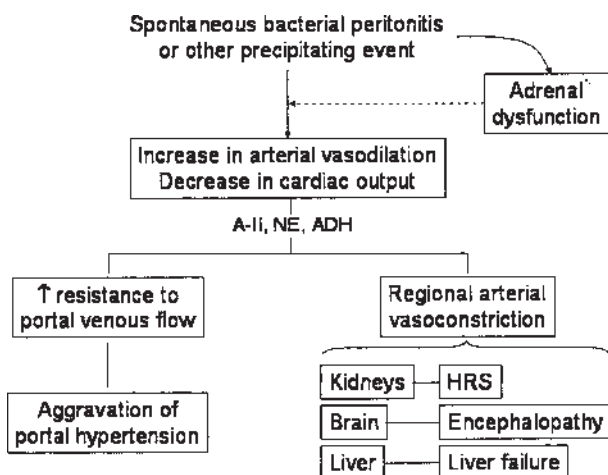 Spontaneous bacterial peritonitis
or other precipitating event
Adrenal
dysfunction
Increase in arterial vasodilation
Decrease in cardiac output
A-II, NE, ADH
↑ resistance to
portal venous flow
Regional arterial
vasoconstriction
Aggravation of
portal hypertension
Kidneys HRS
Brain Encephalopathy
Liver Liver failure